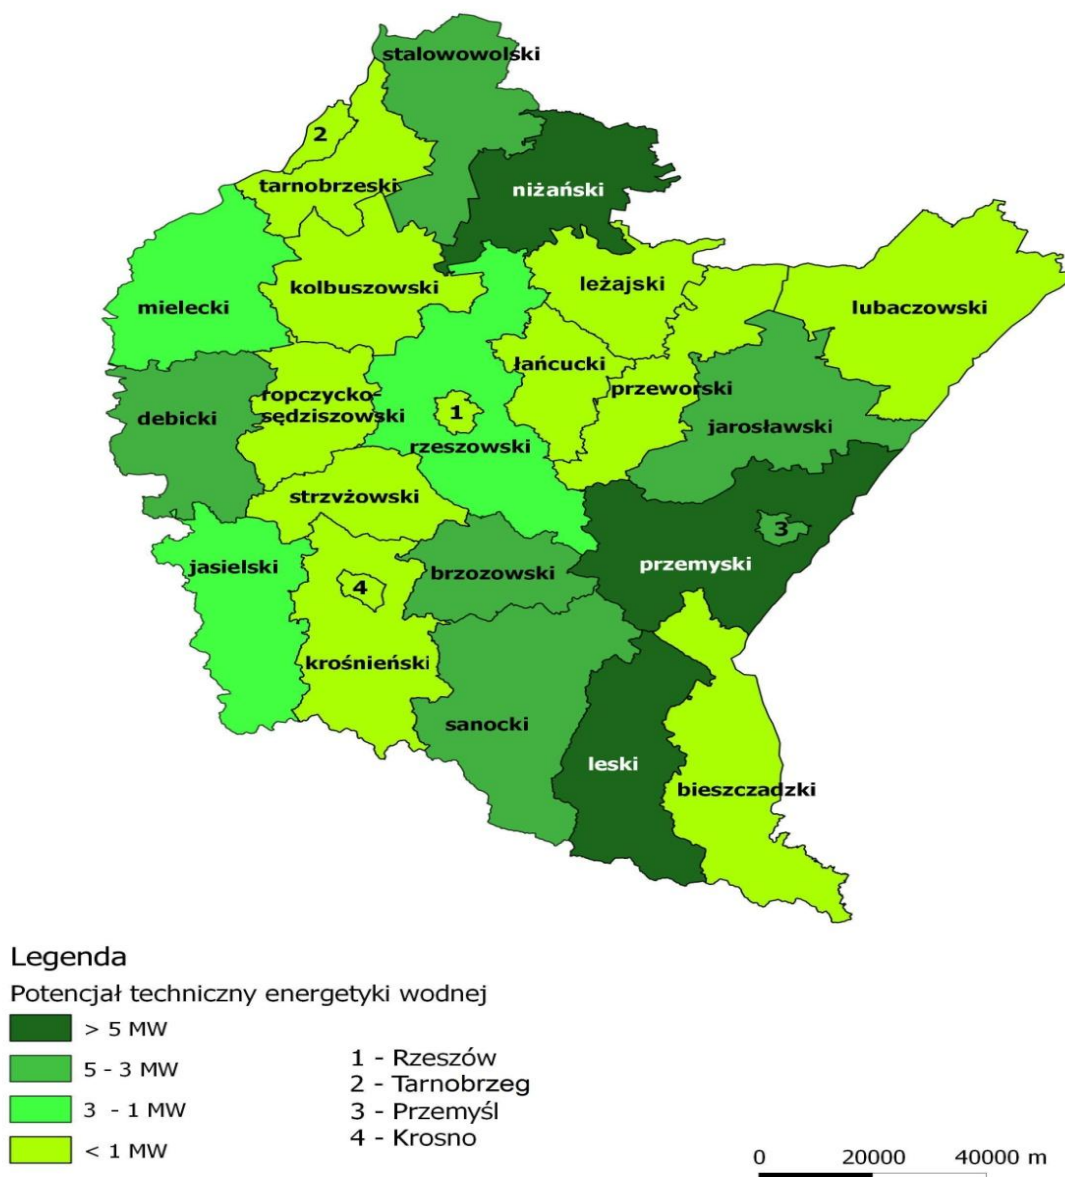 stalowowolski
2
tarnobrzeski
niżański
mielecki
kolbuszowski
leżajski
lubaczowski
łańcucki
debicki
ropczycko-
sędziszowski
1
rzeszowski
przeworski
jarosławski
strzyżowski
3
jasielski
4
brzozowski
przemyski
krośnieński
sanocki
leski
bieszczadzki
Legenda
Potencjał techniczny energetyki wodnej
> 5 MW
5 - 3 MW
3 - 1 MW
< 1 MW
1 - Rzeszów
2 - Tarnobrzeg
3 - Przemyśl
4 - Krosno
0 20000 40000 m